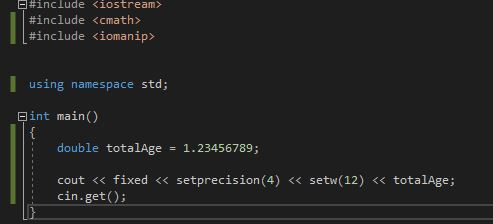 #include <iostream>
#include <cmath>
#include <iomanip>
using namespace std;
int main()
{
double totalAge = 1.23456789;
cout << fixed << setprecision(4) << setw(12) << totalAge;
cin.get();
}